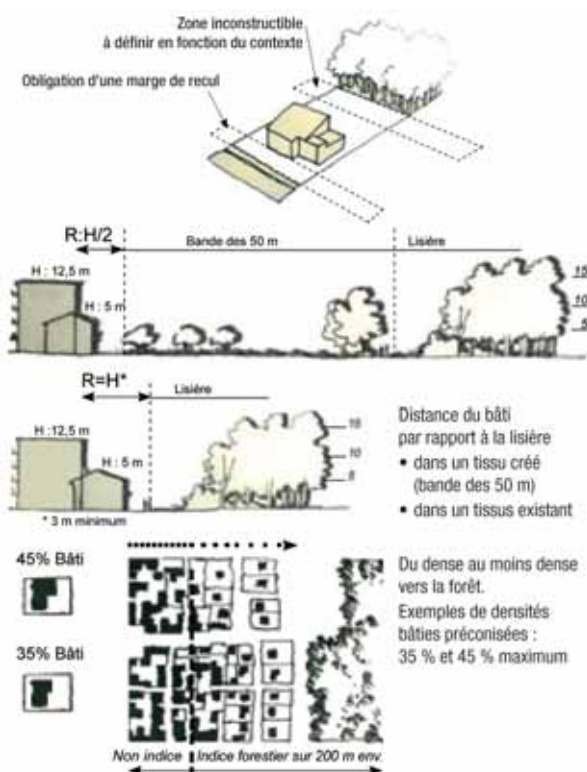 Zone inconstructible
à définir en fonction du contexte
Obligation d'une marge de recul
R:H/2
Bande des 50 m
Lisière
H : 12,5 m
H : 5 m
15
10
5
R=H*
Lisière
H:12,5 m
H : 5 m
15
10
5
* 3 m minimum
Distance du bâti
par rapport à la lisière
• dans un tissu créé
(bande des 50 m)
• dans un tissus existant
45% Bâti
35% Bâti
Du dense au moins dense
vers la forêt.
Exemples de densités
bâties préconisées :
35 % et 45 % maximum
Non indice
Indice forestier sur 200 m env.